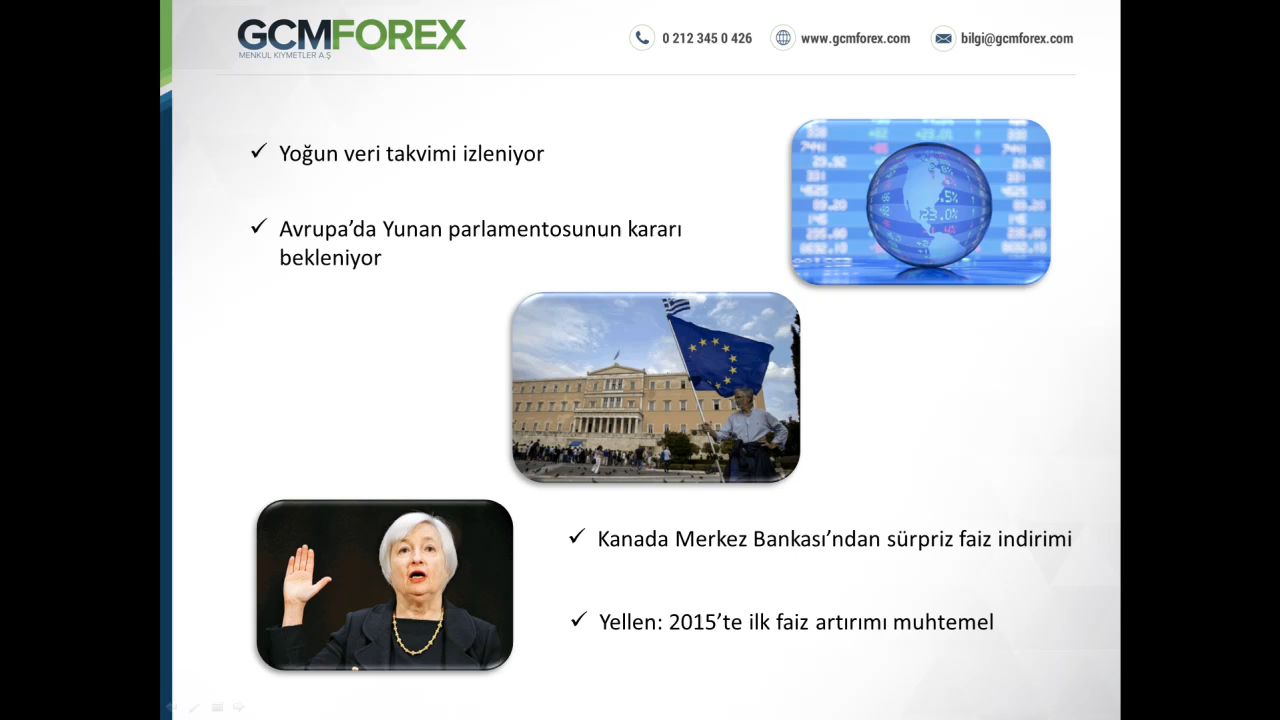 GCMFOREX
MENKUL KIYMETLER A.Ş
0 212 345 0 426
www.gcmforex.com
bilgi@gcmforex.com
Yoğun veri takvimi izleniyor
Avrupa’da Yunan parlamentosunun kararı
bekleniyor
Kanada Merkez Bankası’ndan sürpriz faiz indirimi
Yellen: 2015’te ilk faiz artırımı muhtemel